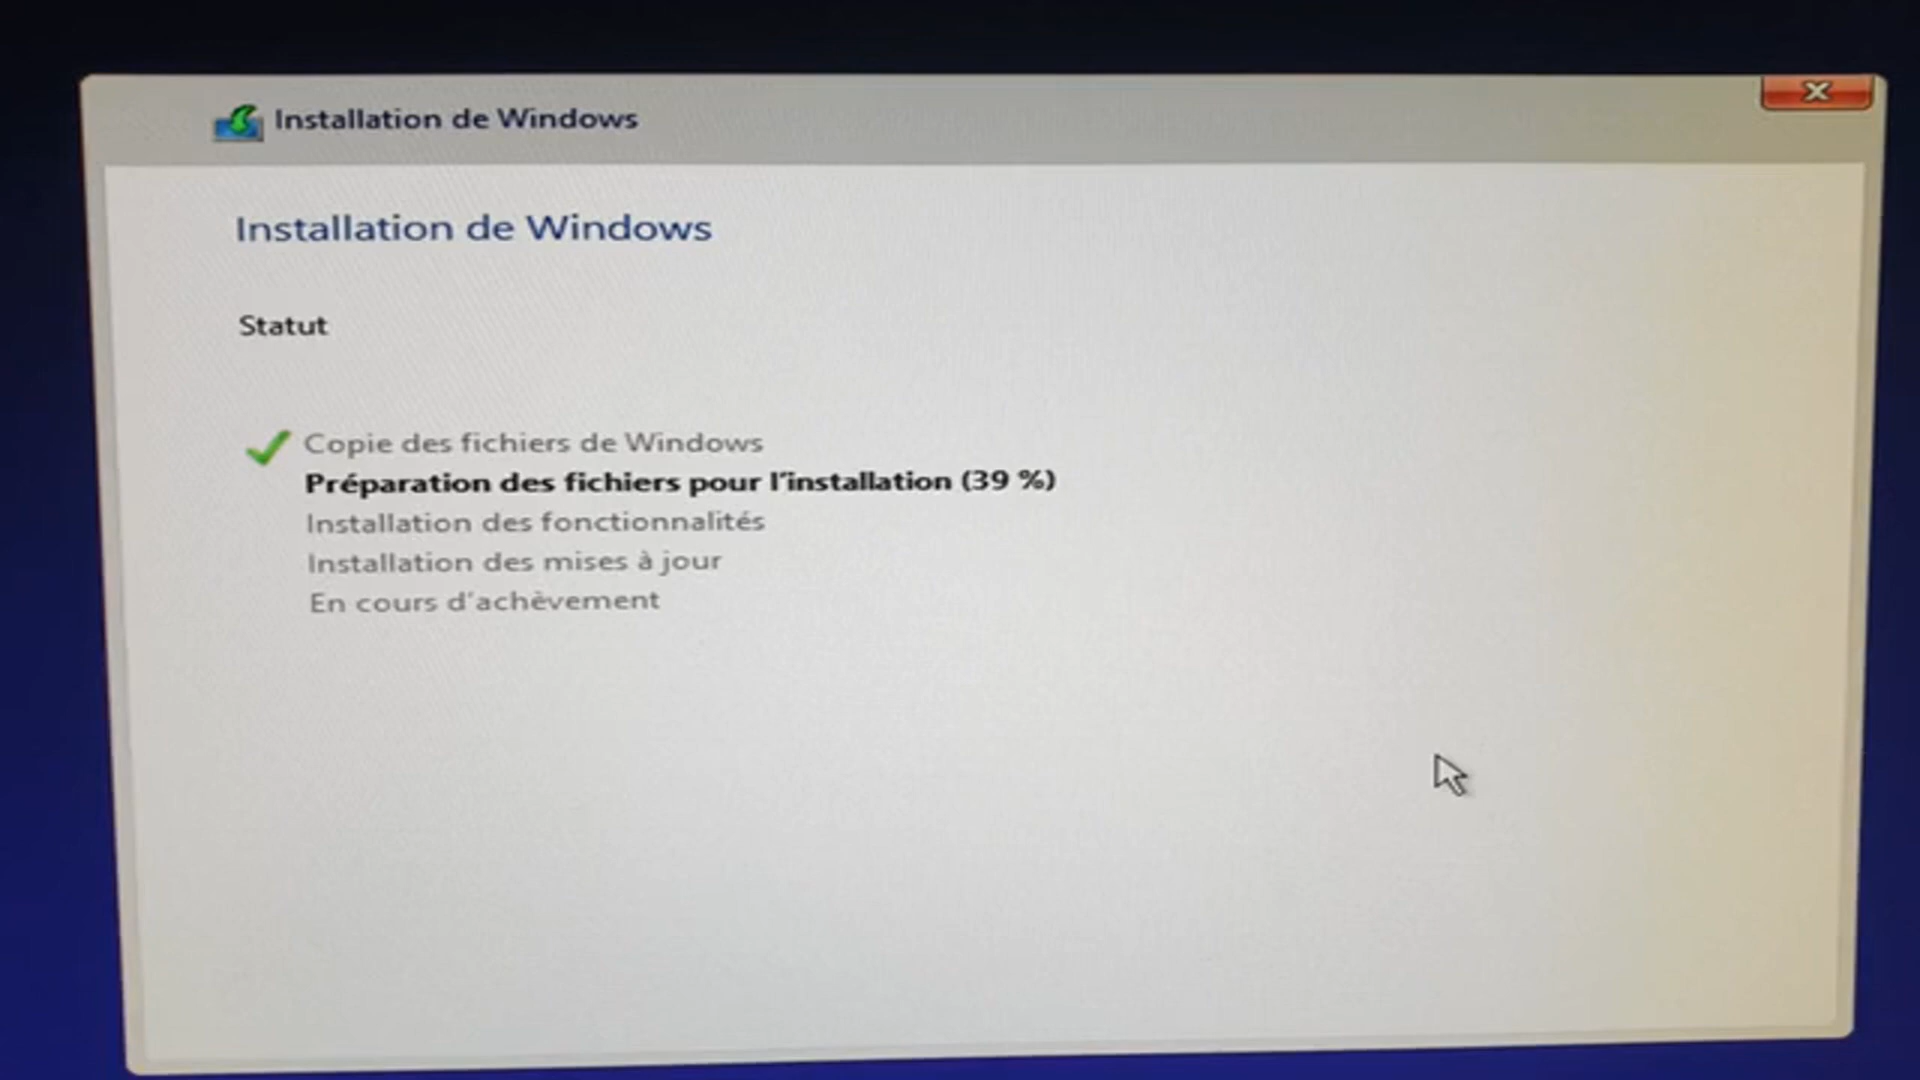 Installation de Windows
Installation de Windows
Statut
Copie des fichiers de Windows
Préparation des fichiers pour l'installation (39 %)
Installation des fonctionnalités
Installation des mises à jour
En cours d'achèvement